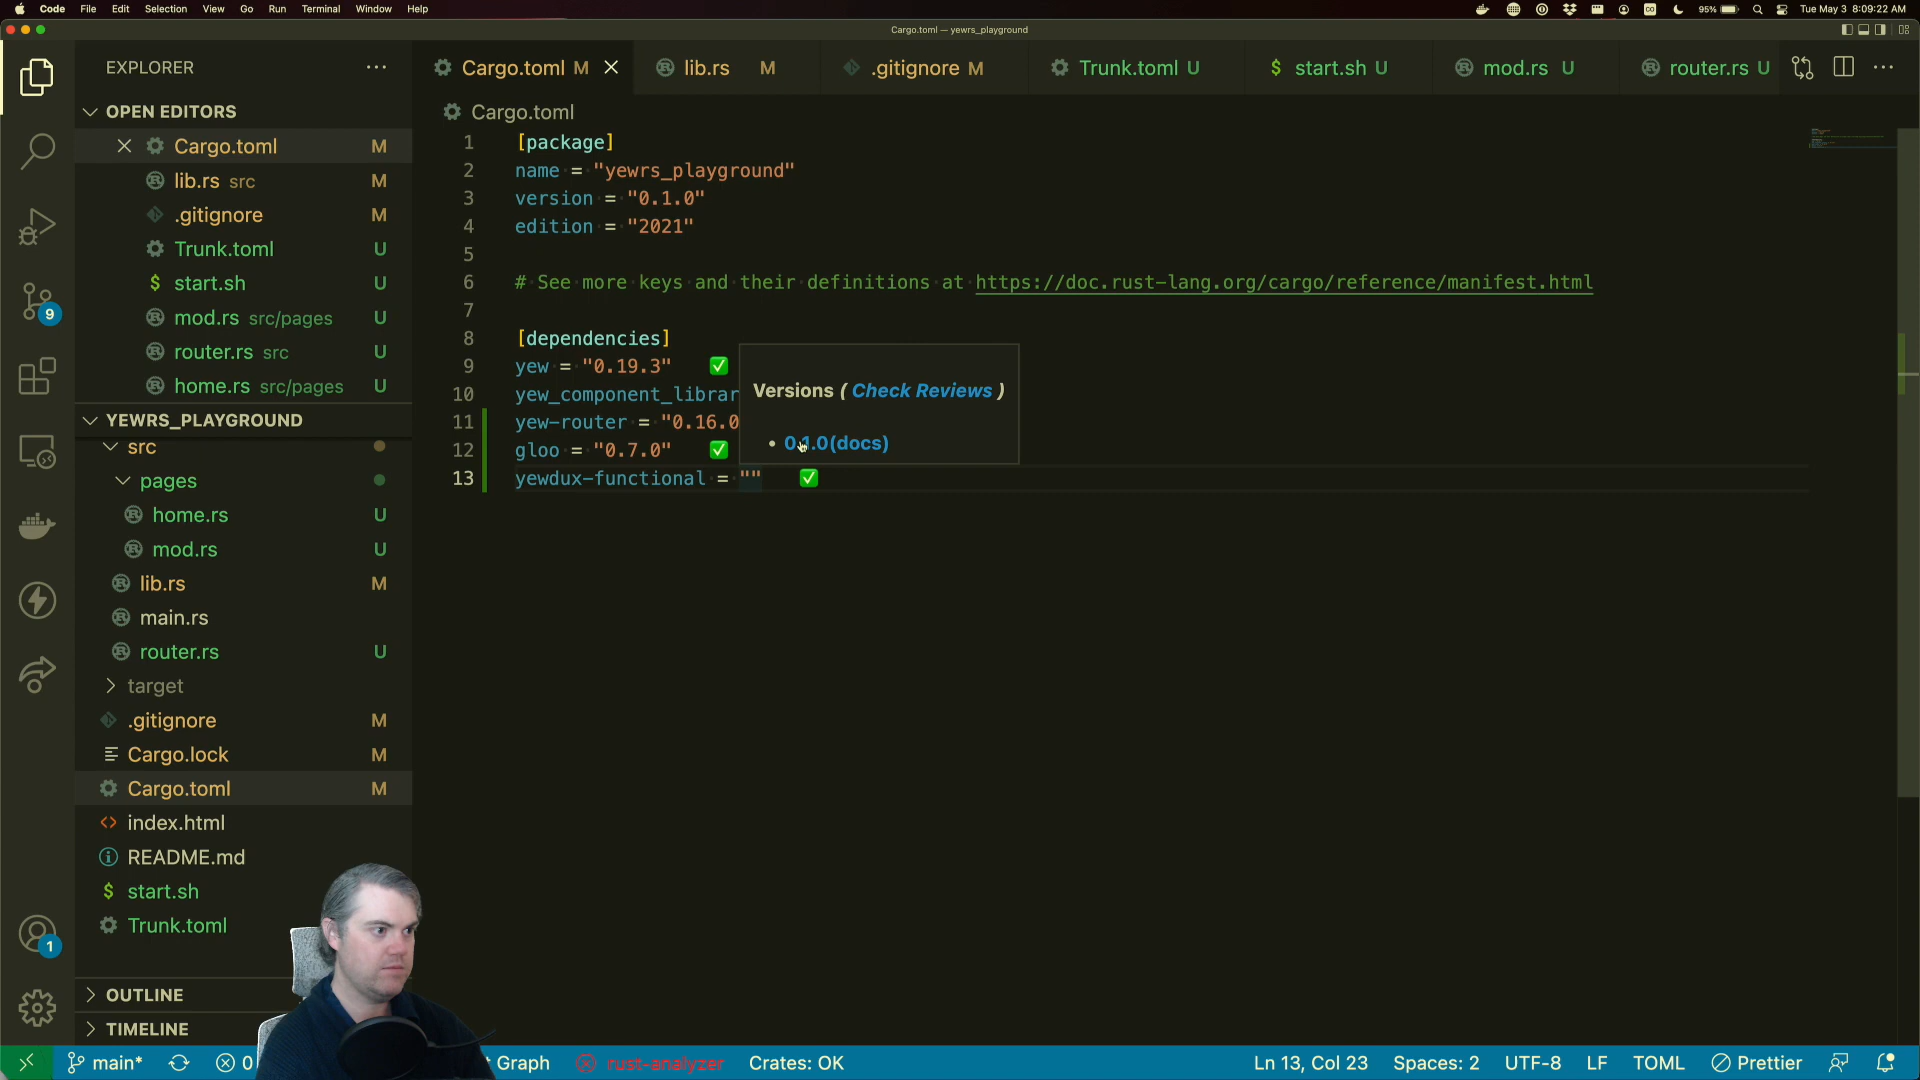 Code File Edit Selection View Go Run Terminal Window Help
95% Tue May 3 8:09:22 AM
Cargo.toml — yewrs_playground
EXPLORER
OPEN EDITORS
Cargo.toml M
lib.rs src M
.gitignore M
Trunk.toml U
$ start.sh U
mod.rs src/pages U
router.rs src U
home.rs src/pages U
YEWRS_PLAYGROUND
src
pages
home.rs U
mod.rs U
lib.rs M
main.rs
router.rs U
target
.gitignore M
Cargo.lock M
Cargo.toml M
<> index.html
README.md
$ start.sh
Trunk.toml
OUTLINE
TIMELINE
9
1
Cargo.toml M lib.rs M .gitignore M Trunk.toml U $ start.sh U mod.rs U router.rs U
Cargo.toml
1 [package]
2 name = "yewrs_playground"
3 version = "0.1.0"
4 edition = "2021"
5
6 # See more keys and their definitions at https://doc.rust-lang.org/cargo/reference/manifest.html
7
8 [dependencies]
9 yew = "0.19.3" ✅
10 yew_component_librar
11 yew-router = "0.16.0
12 gloo = "0.7.0" ✅
13 yewdux-functional = "" ✅
Versions ( Check Reviews )
• 0.1.0(docs)
main* 0 Graph rust-analyzer Crates: OK Ln 13, Col 23 Spaces: 2 UTF-8 LF TOML Prettier